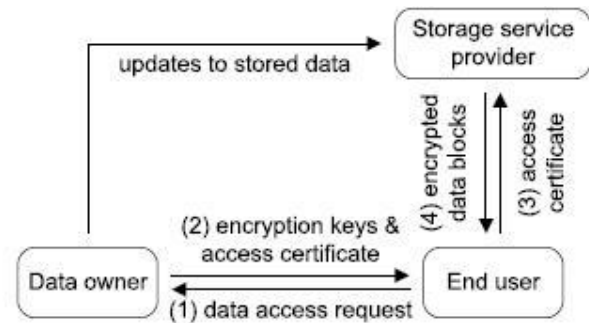 Storage service
provider
updates to stored data
(4) encrypted
data blocks
(3) access
certificate
(2) encryption keys &
access certificate
Data owner
End user
(1) data access request